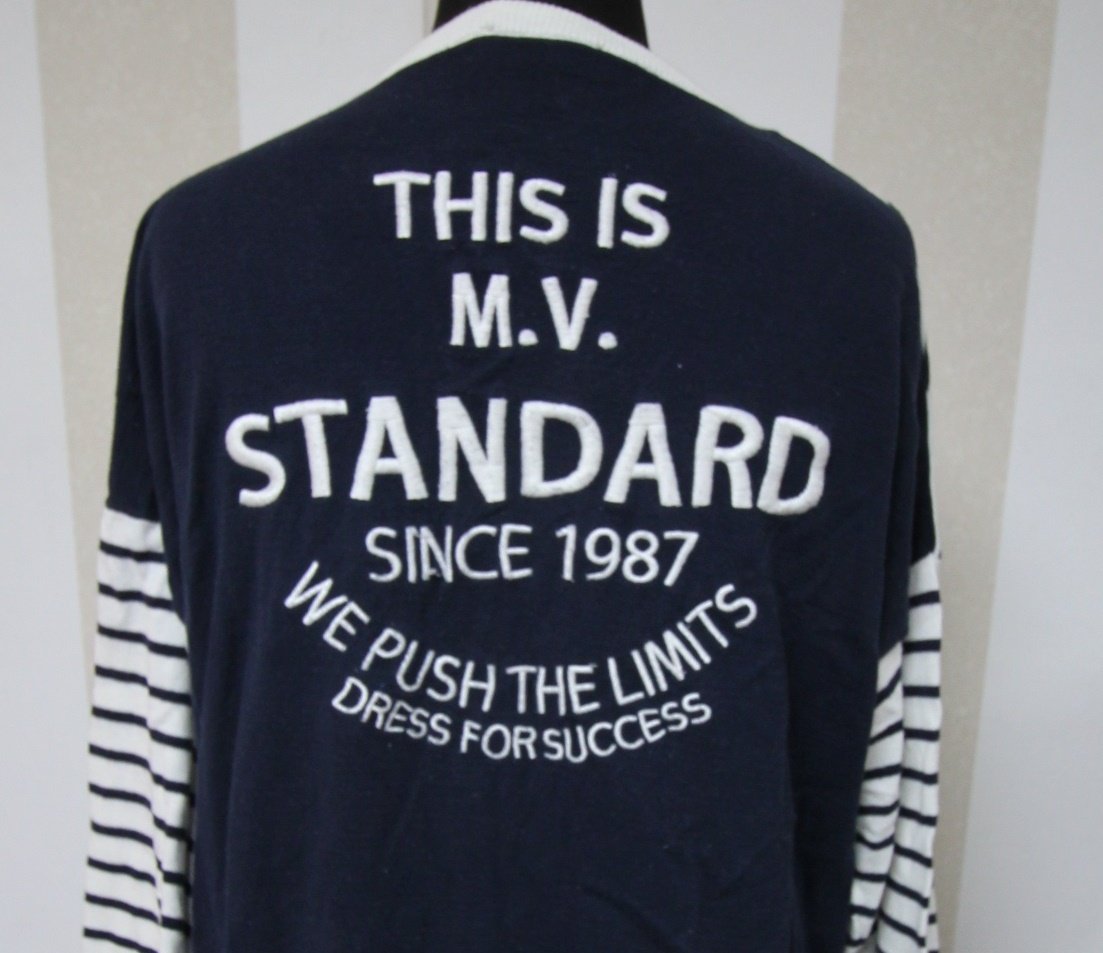 THIS IS
M.V.
STANDARD
SINCE 1987
WE PUSH THE LIMITS
DRESS FOR SUCCESS